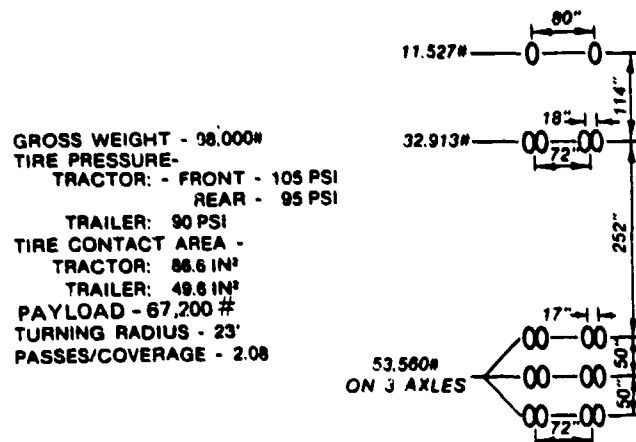 GROSS WEIGHT - 98.000#
TIRE PRESSURE-
TRACTOR: - FRONT - 105 PSI
REAR - 95 PSI
TRAILER: 90 PSI
TIRE CONTACT AREA -
TRACTOR: 86.6 IN²
TRAILER: 49.6 IN²
PAYLOAD - 67,200 #
TURNING RADIUS - 23'
PASSES/COVERAGE - 2.08
80"
11.527#
114"
18"
32.913#
72"
252"
17"
50"
53.560#
ON 3 AXLES
50"
72"